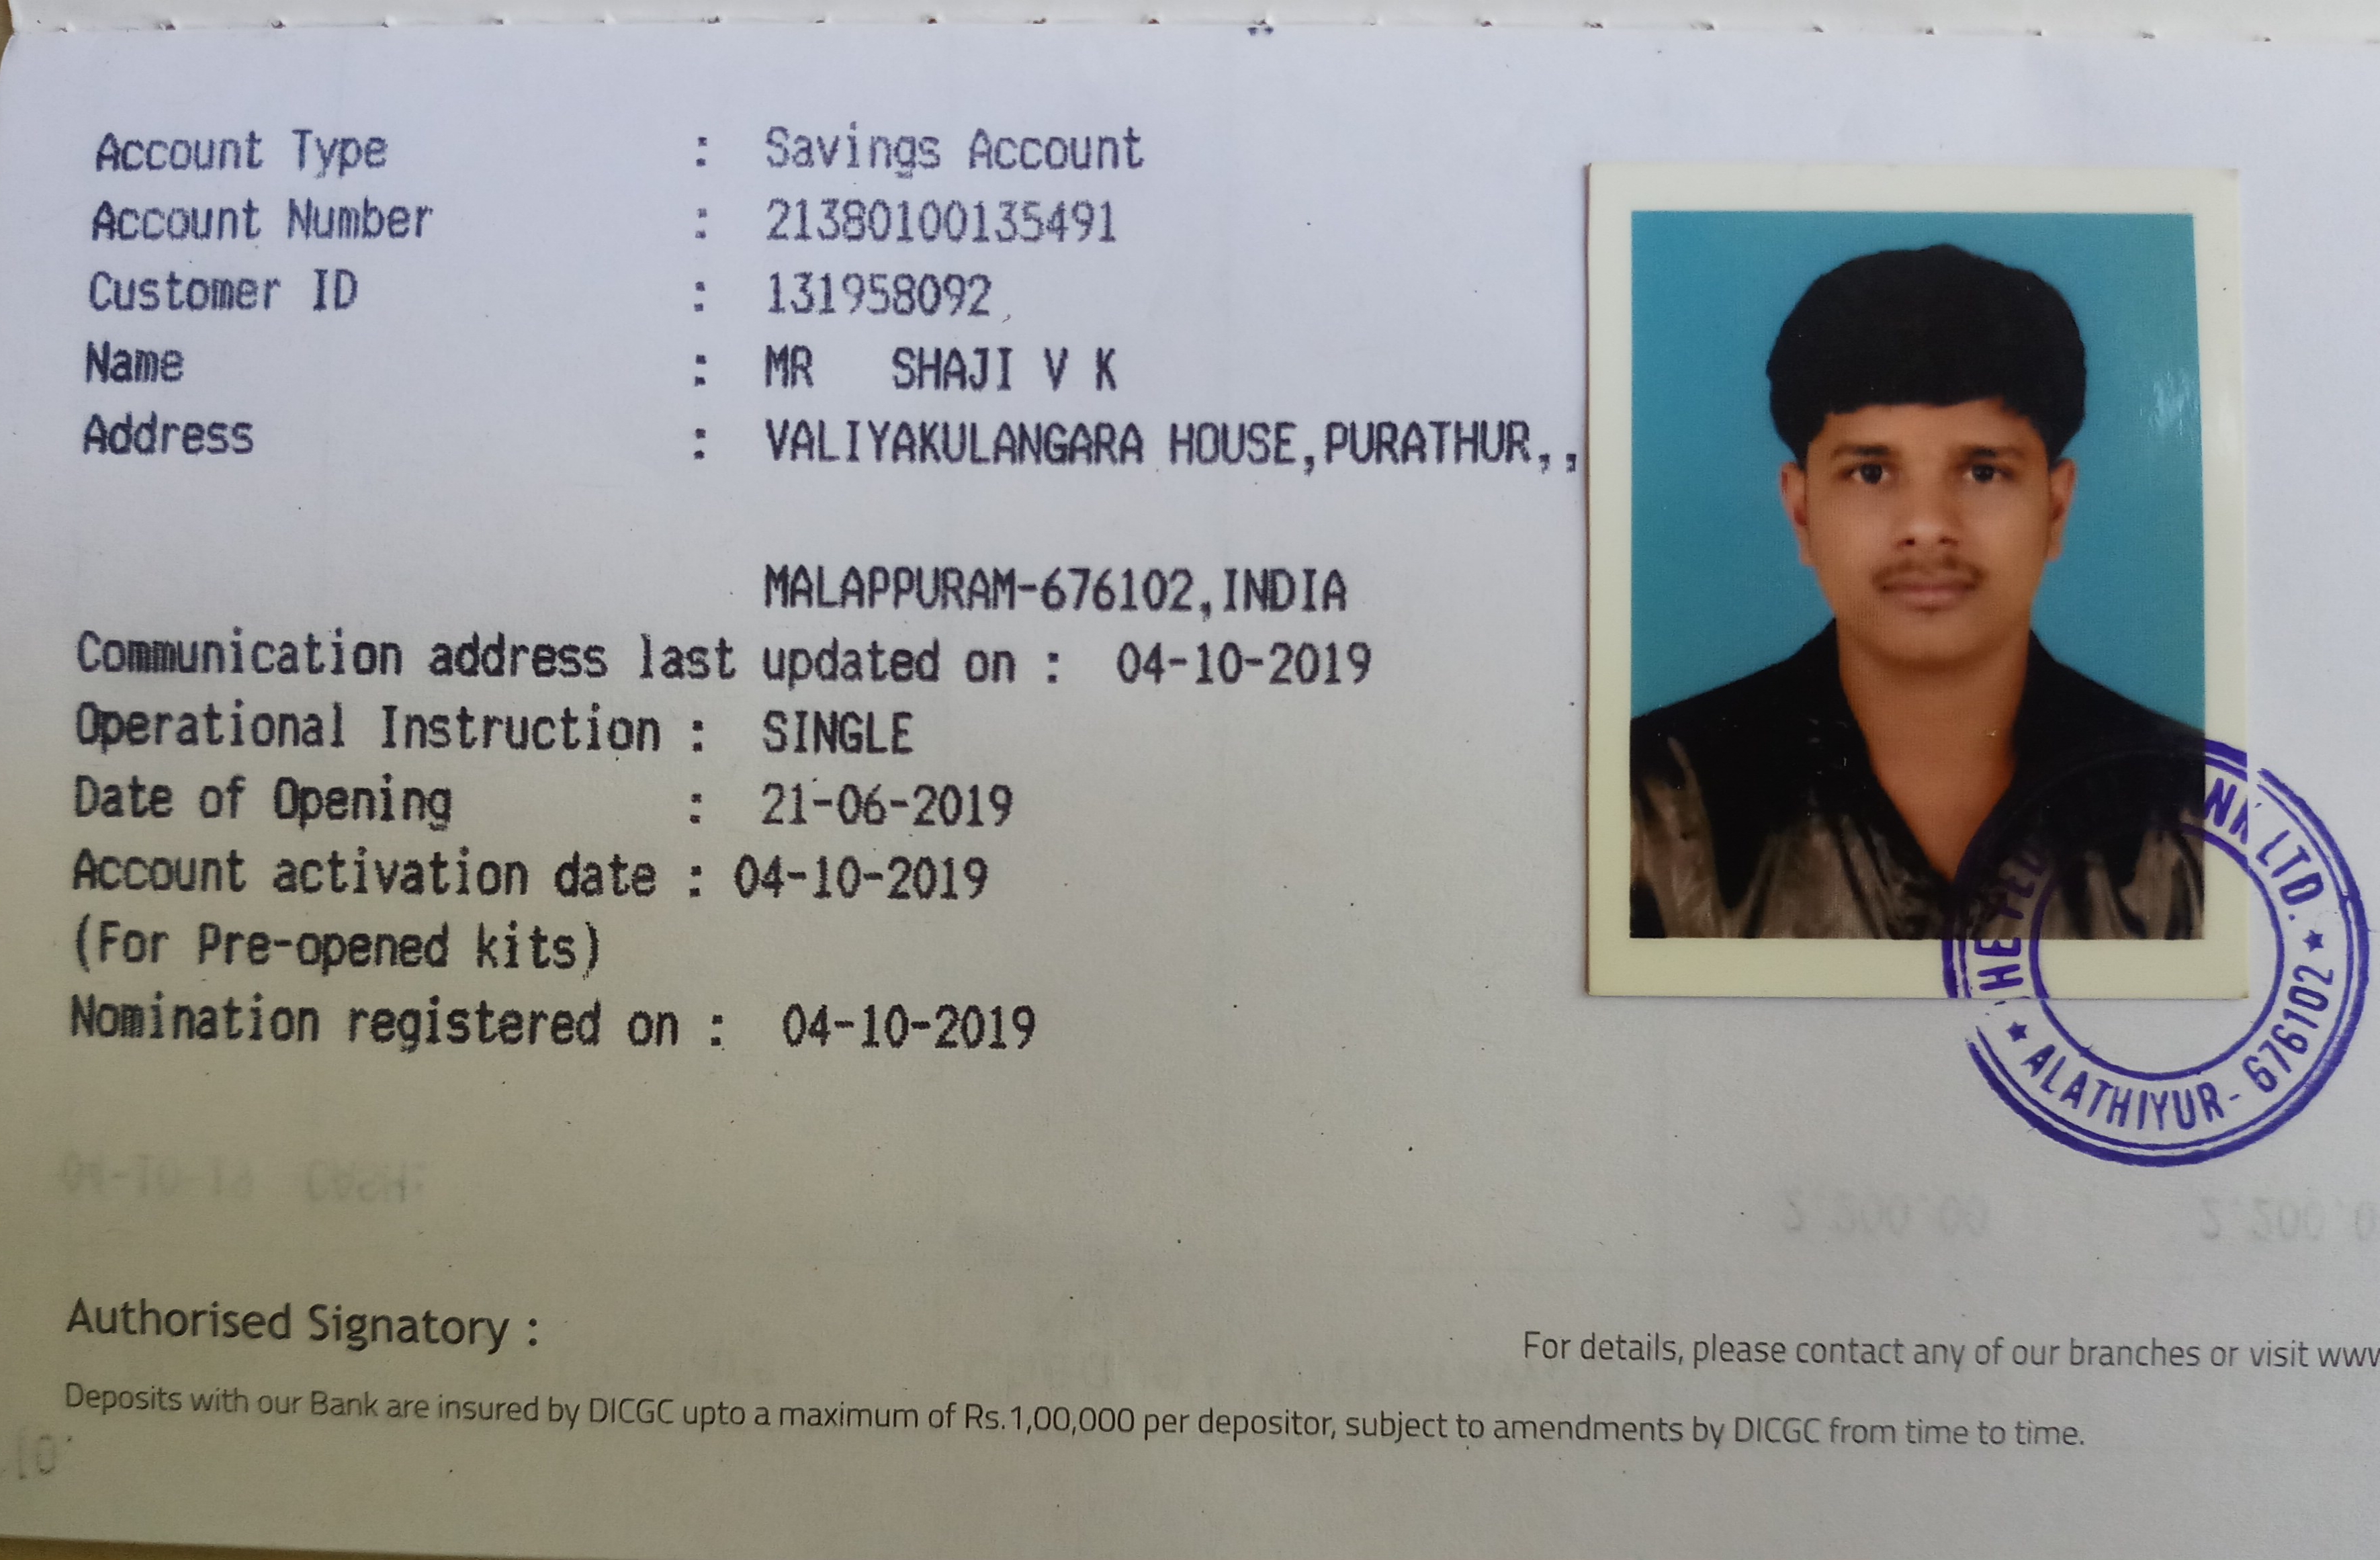 Account Type : Savings Account
Account Number : 21380100135491
Customer ID : 131958092
Name : MR SHAJI V K
Address : VALIYAKULANGARA HOUSE,PURATHUR,,
MALAPPURAM-676102,INDIA
Communication address last updated on : 04-10-2019
Operational Instruction : SINGLE
Date of Opening : 21-06-2019
Account activation date : 04-10-2019
(For Pre-opened kits)
Nomination registered on : 04-10-2019
LTD.
ALATHIYUR- 676102
Authorised Signatory :
For details, please contact any of our branches or visit www
Deposits with our Bank are insured by DICGC upto a maximum of Rs.1,00,000 per depositor, subject to amendments by DICGC from time to time.